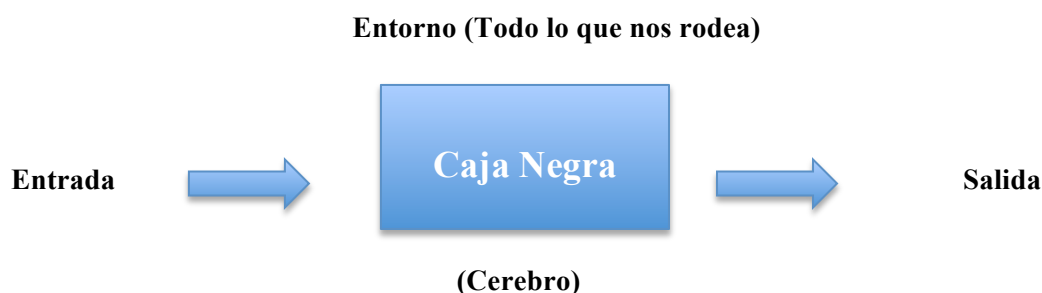 Entorno (Todo lo que nos rodea)
Caja Negra
Entrada
Salida
(Cerebro)